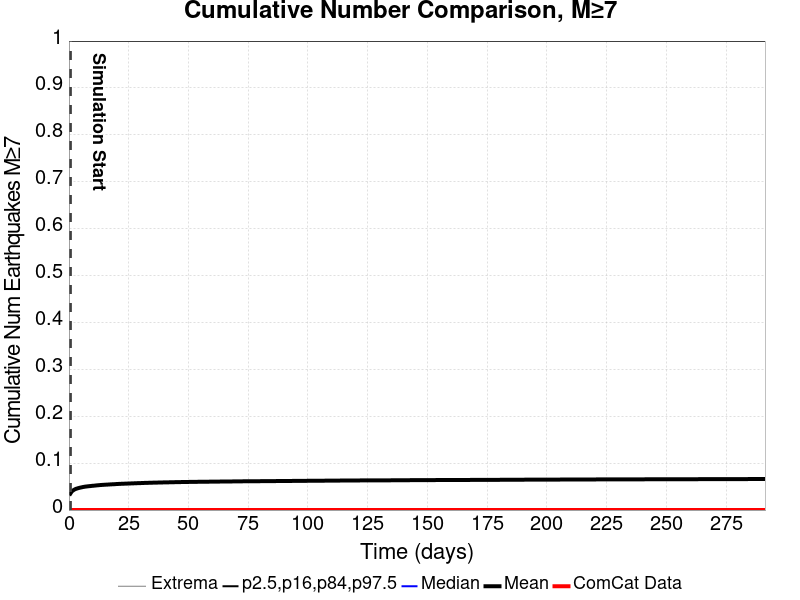 Cumulative Number Comparison, M≥7
Cumulative Num Earthquakes M≥7
1
0.9
0.8
0.7
0.6
0.5
0.4
0.3
0.2
0.1
0
Simulation Start
0 25 50 75 100 125 150 175 200 225 250 275
Time (days)
Extrema p2.5,p16,p84,p97.5 Median Mean ComCat Data